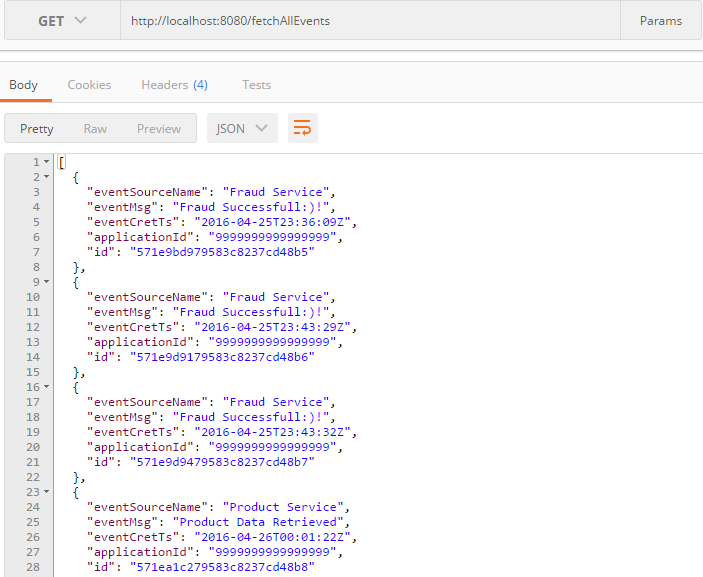 GET http://localhost:8080/fetchAllEvents Params
Body Cookies Headers (4) Tests
Pretty Raw Preview JSON
1 [
2 {
3 "eventSourceName": "Fraud Service",
4 "eventMsg": "Fraud Successfull:)!",
5 "eventCretTs": "2016-04-25T23:36:09Z",
6 "applicationId": "9999999999999999",
7 "id": "571e9bd979583c8237cd48b5"
8 },
9 {
10 "eventSourceName": "Fraud Service",
11 "eventMsg": "Fraud Successfull:)!",
12 "eventCretTs": "2016-04-25T23:43:29Z",
13 "applicationId": "9999999999999999",
14 "id": "571e9d9179583c8237cd48b6"
15 },
16 {
17 "eventSourceName": "Fraud Service",
18 "eventMsg": "Fraud Successfull:)!",
19 "eventCretTs": "2016-04-25T23:43:32Z",
20 "applicationId": "9999999999999999",
21 "id": "571e9d9479583c8237cd48b7"
22 },
23 {
24 "eventSourceName": "Product Service",
25 "eventMsg": "Product Data Retrieved",
26 "eventCretTs": "2016-04-26T00:01:22Z",
27 "applicationId": "9999999999999999",
28 "id": "571ea1c279583c8237cd48b8"